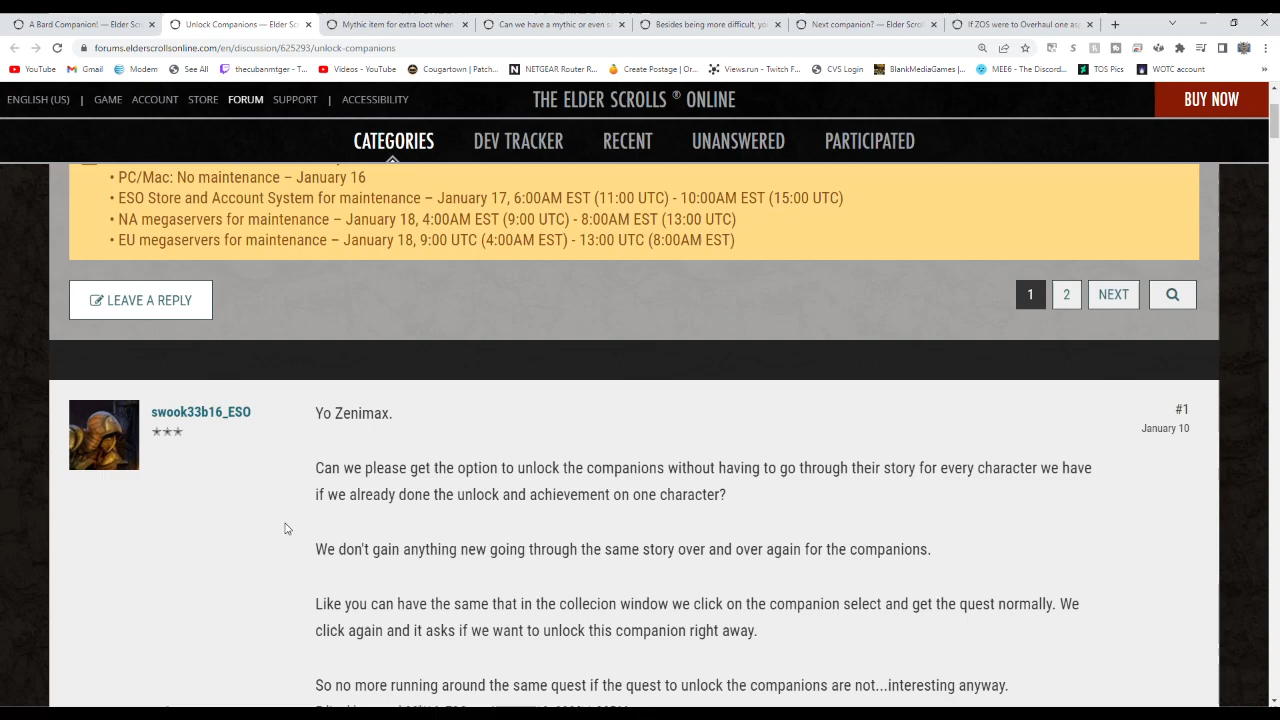 A Bard Companion! — Elder Scro
Unlock Companions — Elder Scr
Mythic item for extra loot when
Can we have a mythic or even s
Besides being more difficult, yo
Next companion? — Elder Scroll
If ZOS were to Overhaul one asp
forums.elderscrollsonline.com/en/discussion/625293/unlock-companions
YouTube
Gmail
Modem
See All
thecubanmtger - T...
Videos - YouTube
Cougartown | Patch...
NETGEAR Router R...
Create Postage | Or...
Views.run - Twitch F...
CVS Login
BlankMediaGames |...
MEE6 - The Discord...
TOS Pics
WOTC account
ENGLISH (US) | GAME ACCOUNT STORE FORUM SUPPORT | ACCESSIBILITY
THE ELDER SCROLLS ® ONLINE
BUY NOW
CATEGORIES DEV TRACKER RECENT UNANSWERED PARTICIPATED
• PC/Mac: No maintenance – January 16
• ESO Store and Account System for maintenance – January 17, 6:00AM EST (11:00 UTC) - 10:00AM EST (15:00 UTC)
• NA megaservers for maintenance – January 18, 4:00AM EST (9:00 UTC) - 8:00AM EST (13:00 UTC)
• EU megaservers for maintenance – January 18, 9:00 UTC (4:00AM EST) - 13:00 UTC (8:00AM EST)
LEAVE A REPLY
1 2 NEXT
swook33b16_ESO
#1
January 10
Yo Zenimax.
Can we please get the option to unlock the companions without having to go through their story for every character we have
if we already done the unlock and achievement on one character?
We don't gain anything new going through the same story over and over again for the companions.
Like you can have the same that in the collecion window we click on the companion select and get the quest normally. We
click again and it asks if we want to unlock this companion right away.
So no more running around the same quest if the quest to unlock the companions are not...interesting anyway.